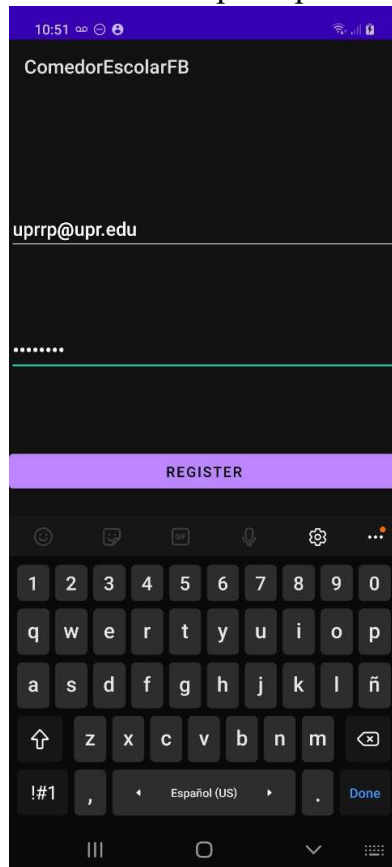 10:51
ComedorEscolarFB
uprrp@upr.edu
••••••••
REGISTER
GIF
1 2 3 4 5 6 7 8 9 0
q w e r t y u i o p
a s d f g h j k l ñ
z x c v b n m
!#1 , Español (US) . Done